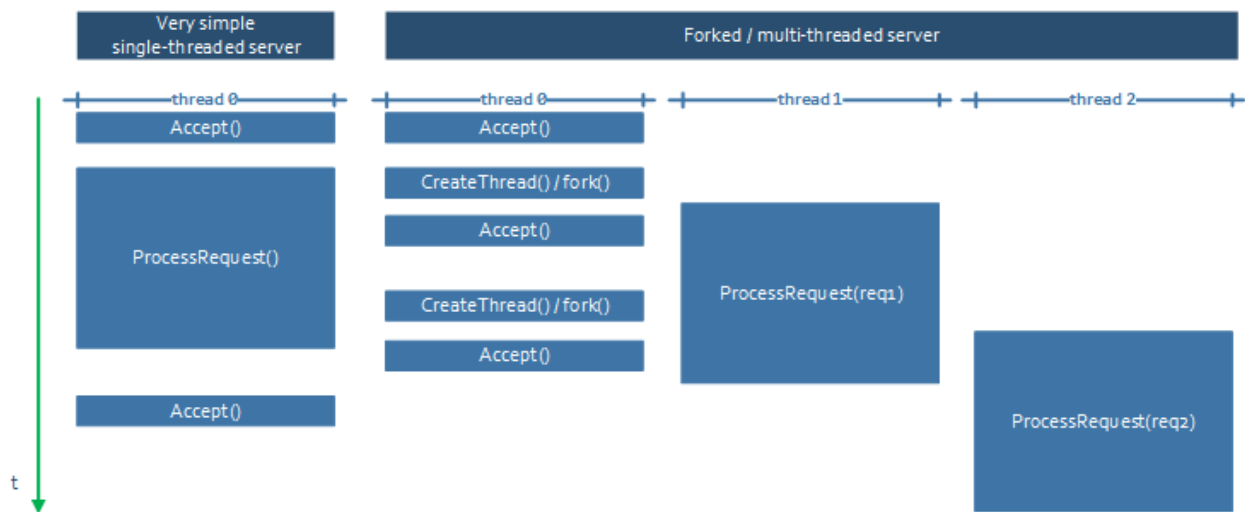 Very simple
single-threaded server
Forked / multi-threaded server
thread 0
thread 0
thread 1
thread 2
Accept()
Accept()
CreateThread() / fork()
Accept()
ProcessRequest()
ProcessRequest(req1)
CreateThread() / fork()
Accept()
Accept()
ProcessRequest(req2)
t